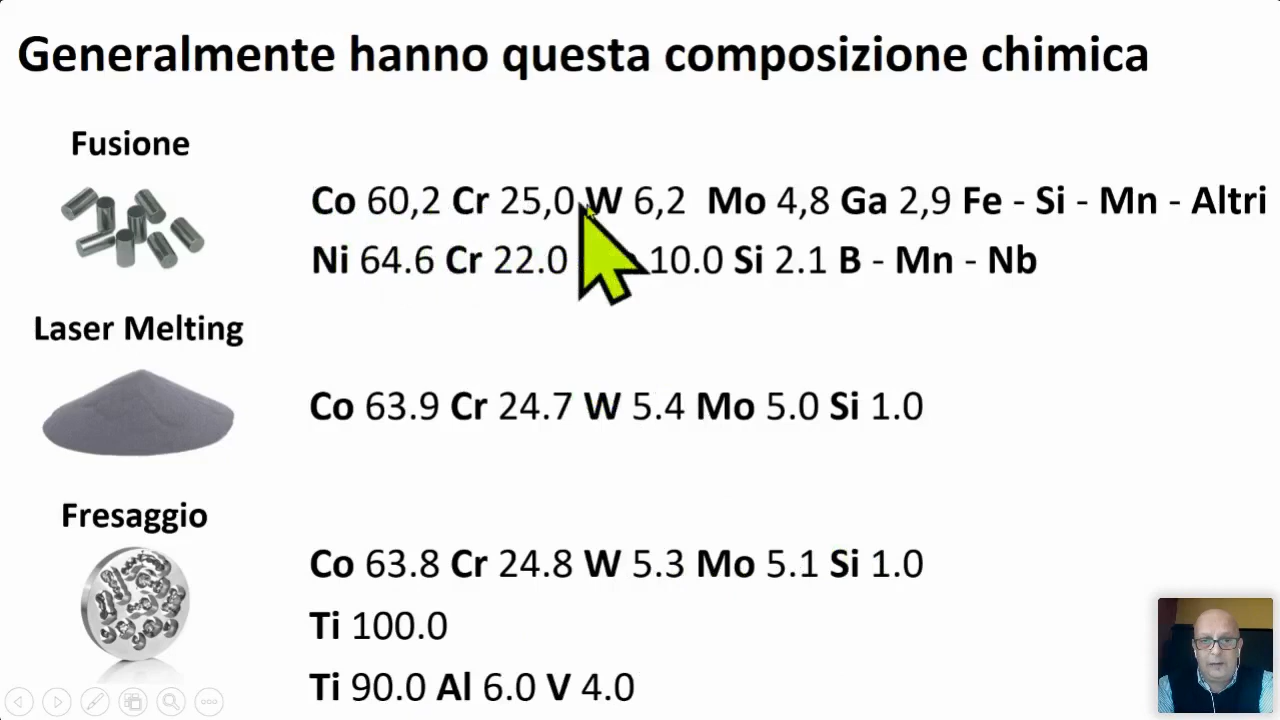 Generalmente hanno questa composizione chimica
Fusione
Co 60,2 Cr 25,0 W 6,2 Mo 4,8 Ga 2,9 Fe - Si - Mn - Altri
Ni 64.6 Cr 22.0 10.0 Si 2.1 B - Mn - Nb
Laser Melting
Co 63.9 Cr 24.7 W 5.4 Mo 5.0 Si 1.0
Fresaggio
Co 63.8 Cr 24.8 W 5.3 Mo 5.1 Si 1.0
Ti 100.0
Ti 90.0 Al 6.0 V 4.0